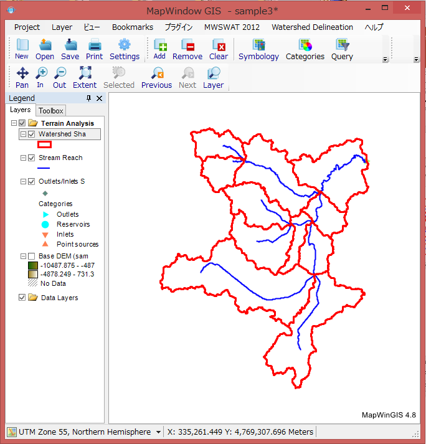 MapWindow GIS - sample3*
Project Layer ビュー Bookmarks プラグイン MWSWAT 2012 Watershed Delineation ヘルプ
New Open Save Print Settings Add Remove Clear Symbology Categories Query
Pan In Out Extent Selected Previous Next Layer
Legend
Layers Toolbox
Terrain Analysis
Watershed Sha
Stream Reach
Outlets/Inlets S
Categories
Outlets
Reservoirs
Inlets
Point sources
Base DEM (sam
-10487.876 - -487
-4878.249 - 731.3
No Data
Data Layers
MapWinGIS 4.8
UTM Zone 55, Northern Hemisphere X: 335,261.449 Y: 4,769,307.696 Meters